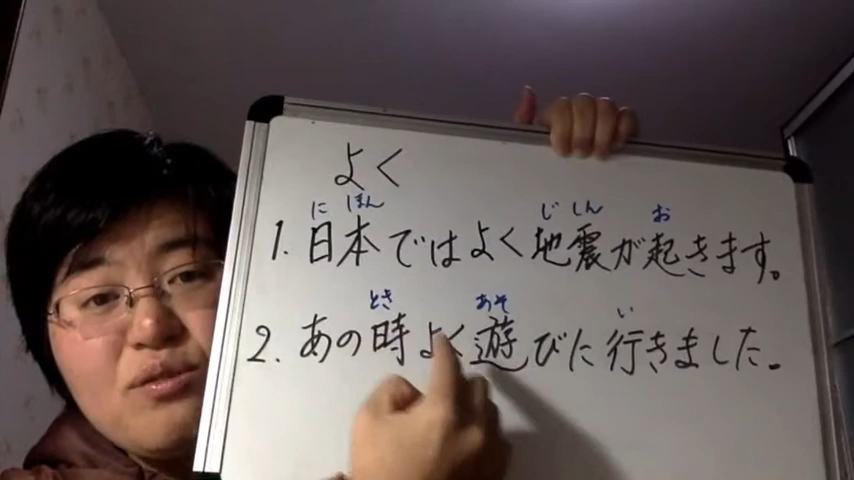 よく
にほん じしん お
1. 日本ではよく地震が起きます。
とき あそ い
2. あの時よく遊びに行きました。